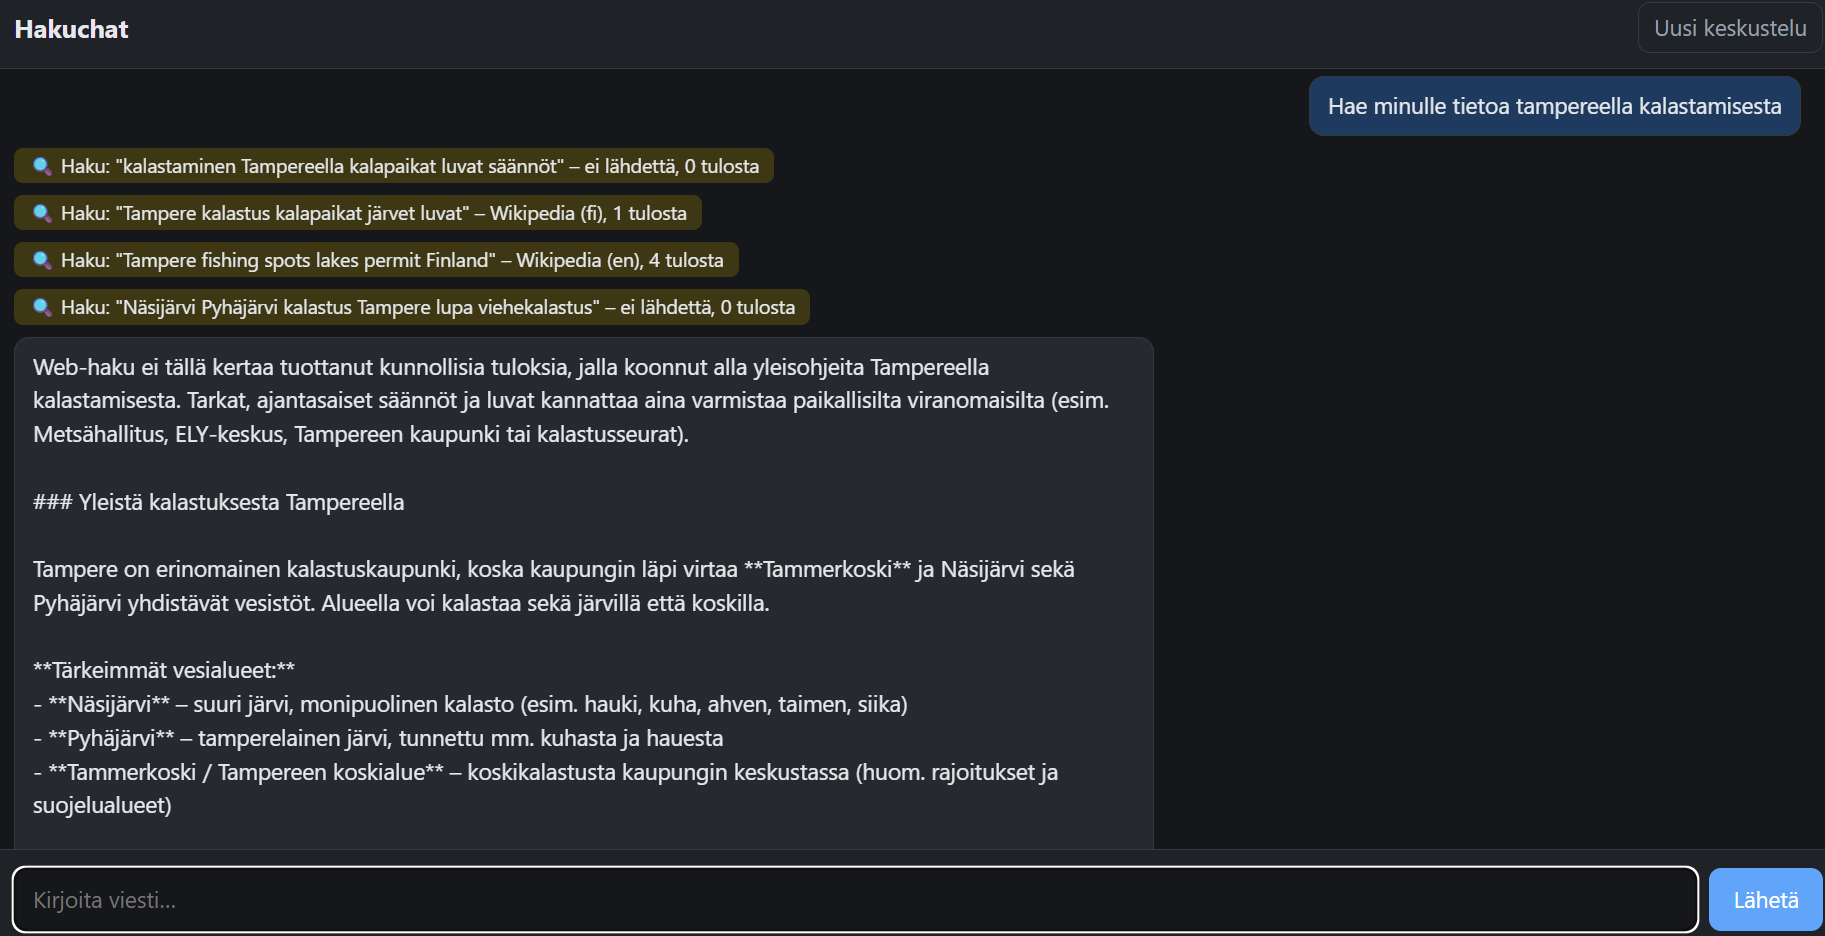 Hakuchat
Uusi keskustelu
Hae minulle tietoa tampereella kalastamisesta
Haku: "kalastaminen Tampereella kalapaikat luvat säännöt" – ei lähdettä, 0 tulosta
Haku: "Tampere kalastus kalapaikat järvet luvat" – Wikipedia (fi), 1 tulosta
Haku: "Tampere fishing spots lakes permit Finland" – Wikipedia (en), 4 tulosta
Haku: "Näsijärvi Pyhäjärvi kalastus Tampere lupa viehekalastus" – ei lähdettä, 0 tulosta
Web-haku ei tällä kertaa tuottanut kunnollisia tuloksia, jalla koonnut alla yleisohjeita Tampereella
kalastamisesta. Tarkat, ajantasaiset säännöt ja luvat kannattaa aina varmistaa paikallisilta viranomaisilta (esim.
Metsähallitus, ELY-keskus, Tampereen kaupunki tai kalastusseurat).
### Yleistä kalastuksesta Tampereella
Tampere on erinomainen kalastuskaupunki, koska kaupungin läpi virtaa **Tammerkoski** ja Näsijärvi sekä
Pyhäjärvi yhdistävät vesistöt. Alueella voi kalastaa sekä järvillä että koskilla.
**Tärkeimmät vesialueet:**
- **Näsijärvi** – suuri järvi, monipuolinen kalasto (esim. hauki, kuha, ahven, taimen, siika)
- **Pyhäjärvi** – tamperelainen järvi, tunnettu mm. kuhasta ja hauesta
- **Tammerkoski / Tampereen koskialue** – koskikalastusta kaupungin keskustassa (huom. rajoitukset ja
suojelualueet)
Kirjoita viesti...
Lähetä